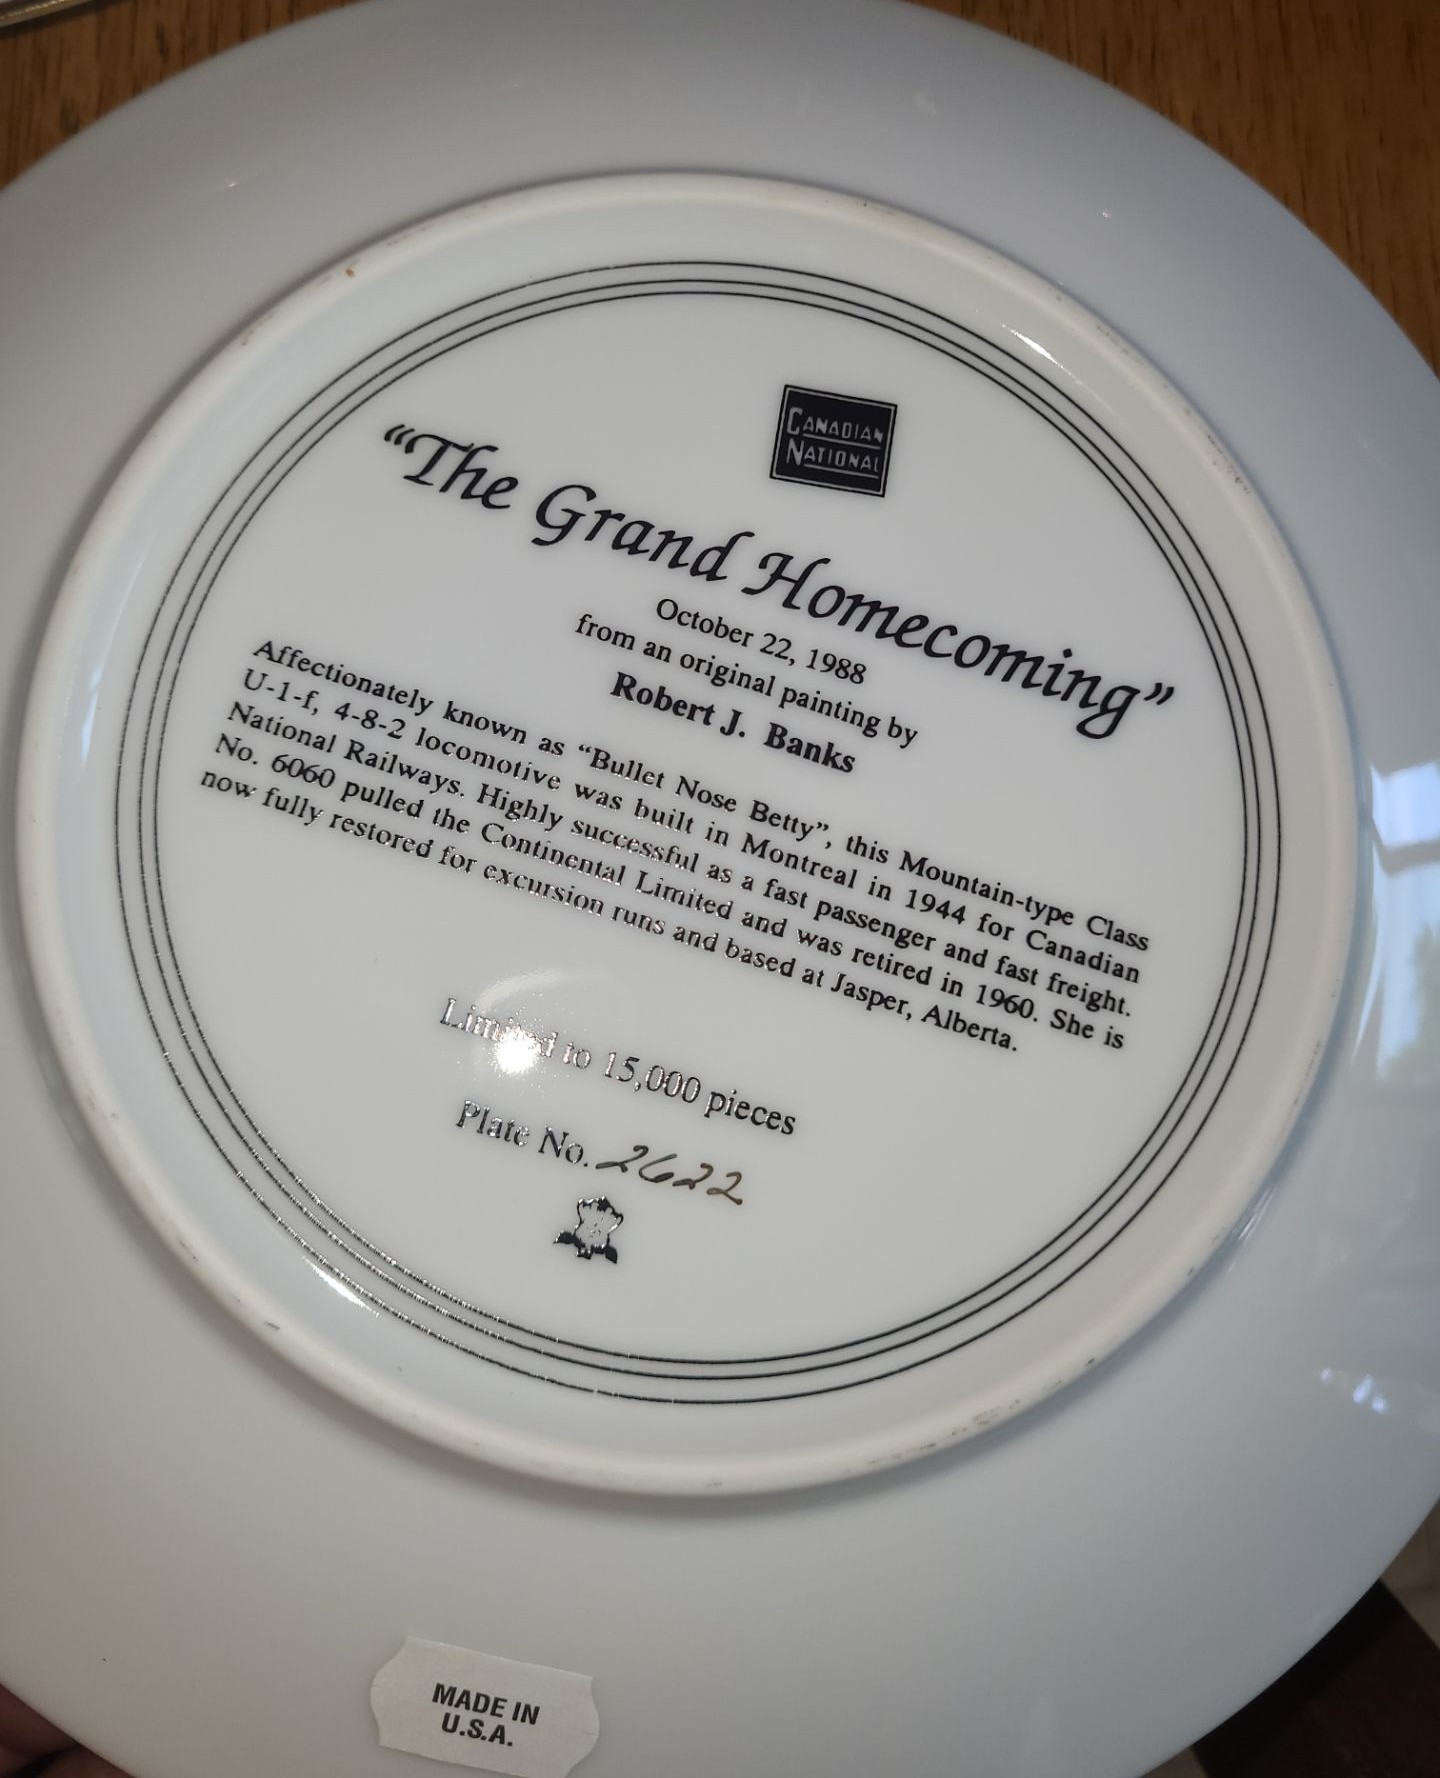 CANADIAN
NATIONAL
“The Grand Homecoming”
October 22, 1988
from an original painting by
Robert J. Banks
Affectionately known as “Bullet Nose Betty”, this Mountain-type Class
U-1-f, 4-8-2 locomotive was built in Montreal in 1944 for Canadian
National Railways. Highly successful as a fast passenger and fast freight.
No. 6060 pulled the Continental Limited and was retired in 1960. She is
now fully restored for excursion runs and based at Jasper, Alberta.
Limited to 15,000 pieces
Plate No. 2622
MADE IN
U.S.A.